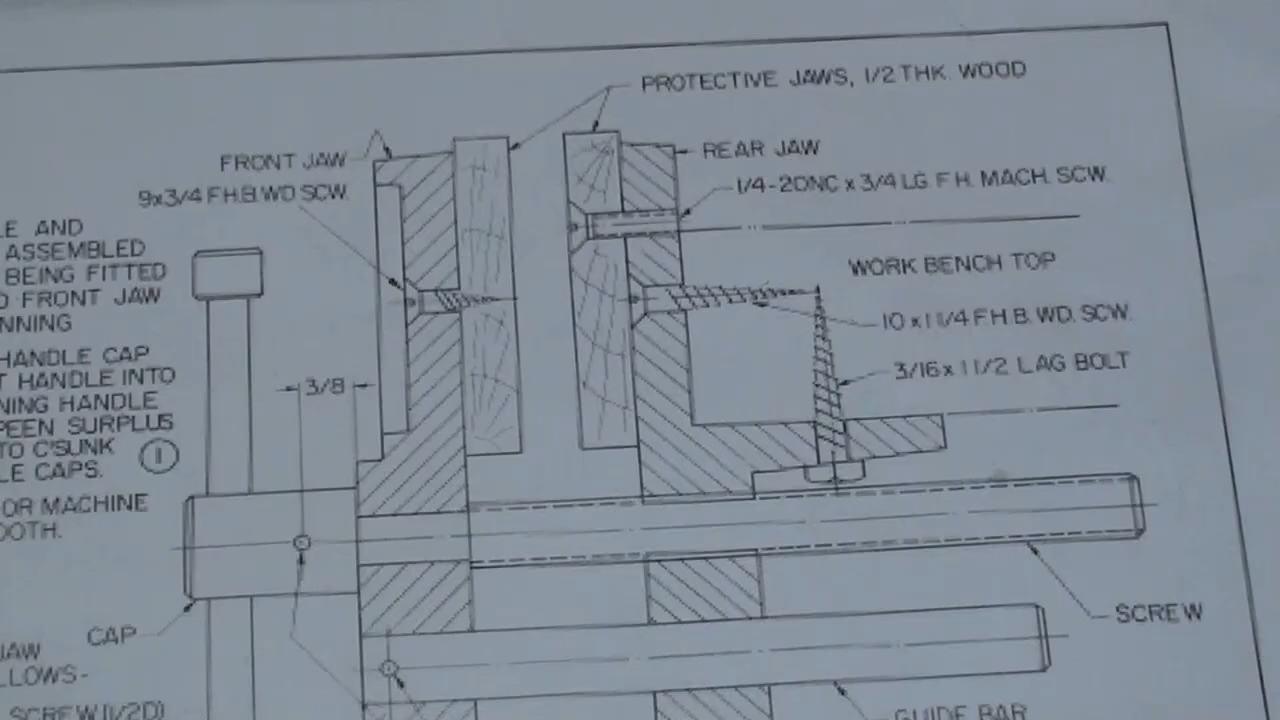 PROTECTIVE JAWS, 1/2 THK. WOOD
FRONT JAW
REAR JAW
9x3/4 F.H.B. WD SCW.
1/4-20NC x 3/4 LG. F.H. MACH. SCW.
LE AND
ASSEMBLED
BEING FITTED
D FRONT JAW
NNING
WORK BENCH TOP
10 x 1 1/4 F.H.B. WD. SCW.
HANDLE CAP
T HANDLE INTO
NING HANDLE
PEEN SURPLUS
TO C'SUNK
LE CAPS.
1
3/8
3/16 x 1 1/2 LAG BOLT
OR MACHINE
OOTH.
CAP
SCREW
JAW
LLOWS-
SCREW (1/2D)
GUIDE BAR